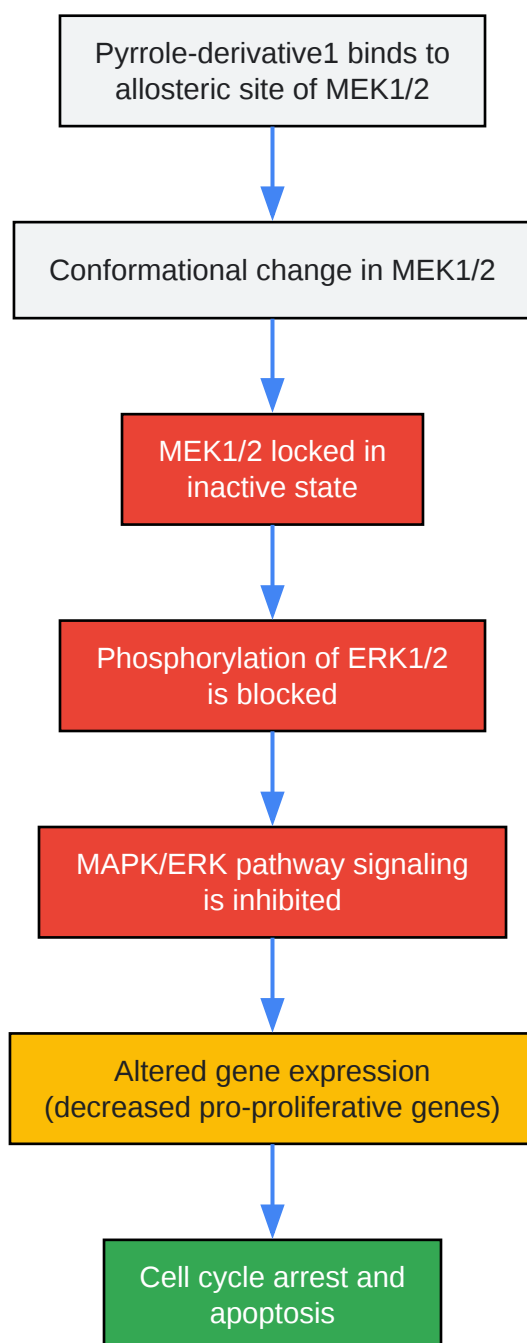 Pyrrole-derivative1 binds to
allosteric site of MEK1/2
Conformational change in MEK1/2
MEK1/2 locked in
inactive state
Phosphorylation of ERK1/2
is blocked
MAPK/ERK pathway signaling
is inhibited
Altered gene expression
(decreased pro-proliferative genes)
Cell cycle arrest and
apoptosis